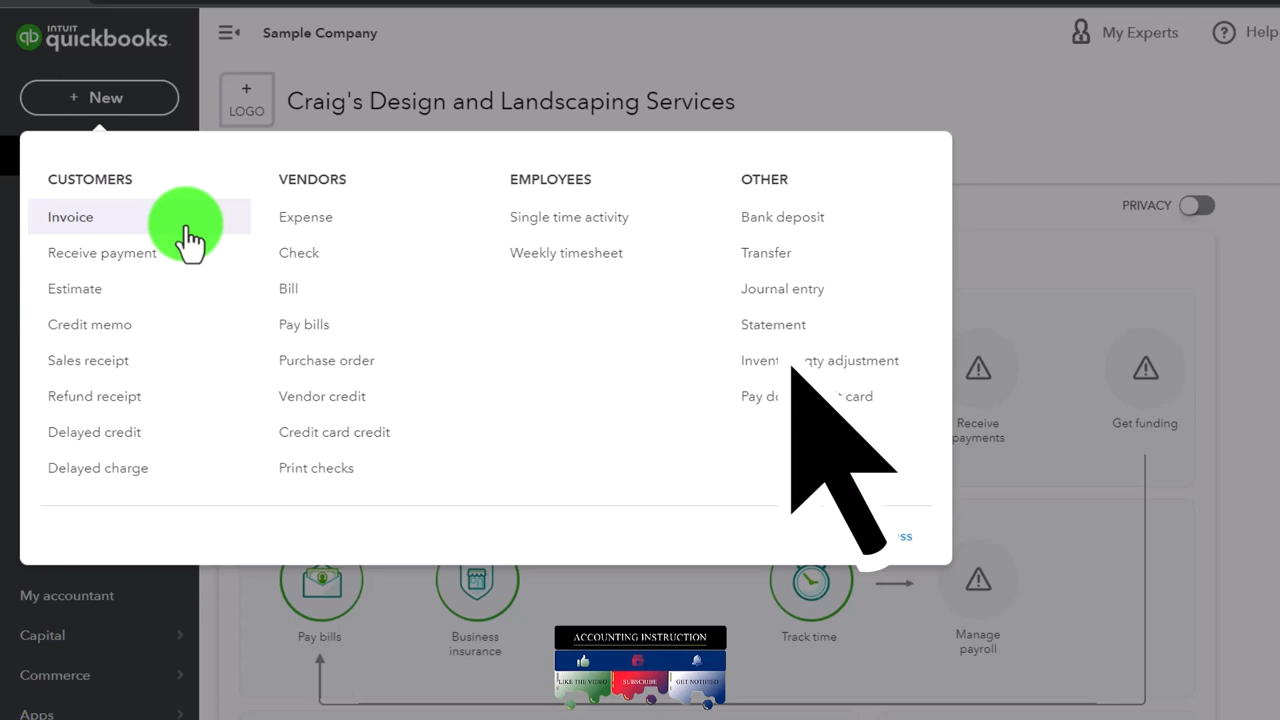 INTUIT
quickbooks.
Sample Company
My Experts
Help
+ New
+
LOGO
Craig's Design and Landscaping Services
CUSTOMERS
Invoice
Receive payment
Estimate
Credit memo
Sales receipt
Refund receipt
Delayed credit
Delayed charge
VENDORS
Expense
Check
Bill
Pay bills
Purchase order
Vendor credit
Credit card credit
Print checks
EMPLOYEES
Single time activity
Weekly timesheet
OTHER
Bank deposit
Transfer
Journal entry
Statement
qty adjustment
Pay card
PRIVACY
Receive
payments
Get funding
Pay bills
Business
insurance
Track time
Manage
payroll
My accountant
Capital
Commerce
Apps
ACCOUNTING INSTRUCTION
LIKE THE VIDEO
SUBSCRIBE
GET NOTIFIED